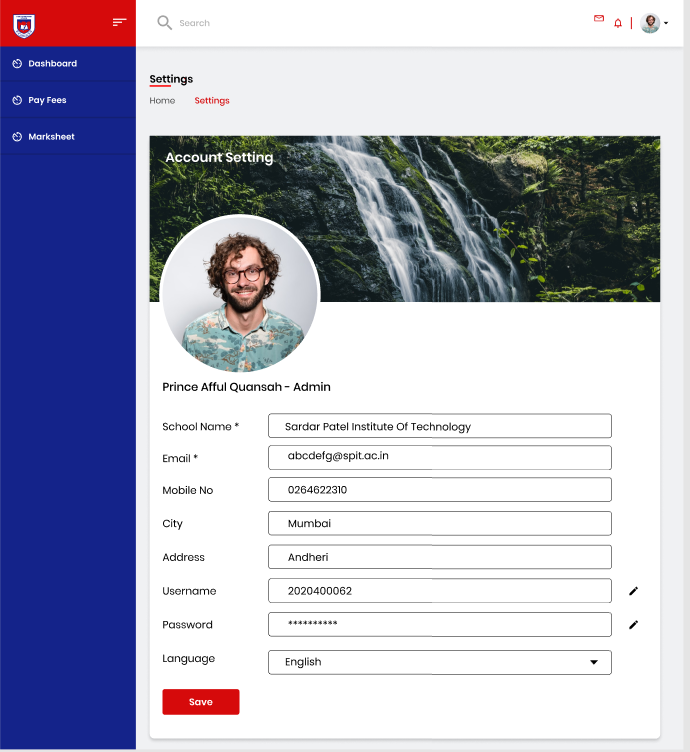 Search
Dashboard
Pay Fees
Marksheet
Settings
Home Settings
Account Setting
Prince Afful Quansah - Admin
School Name * Sardar Patel Institute Of Technology
Email * abcdefg@spit.ac.in
Mobile No 0264622310
City Mumbai
Address Andheri
Username 2020400062
Password **********
Language English
Save